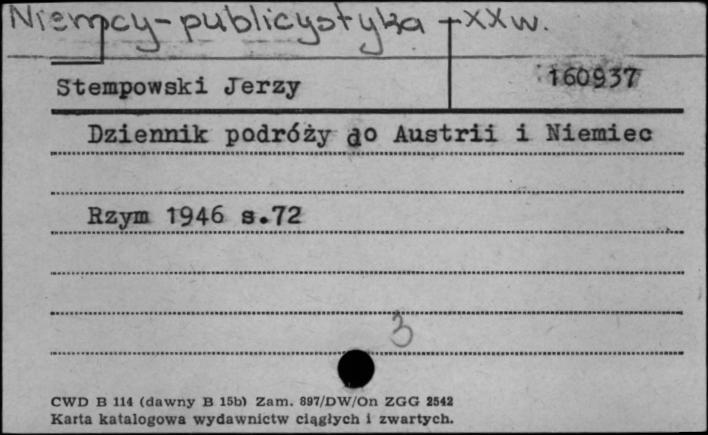 Niemcy - publicystyka - XX w.
Stempowski Jerzy
160937
Dziennik podróży do Austrii i Niemiec
Rzym 1946 s.72
3
CWD B 114 (dawny B 15b) Zam. 897/DW/On ZGG 2542
Karta katalogowa wydawnictw ciągłych i zwartych.